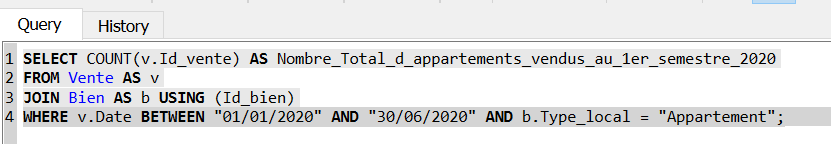 Query History
1 SELECT COUNT(v.Id_vente) AS Nombre_Total_d_appartements_vendus_au_1er_semestre_2020
2 FROM Vente AS v
3 JOIN Bien AS b USING (Id_bien)
4 WHERE v.Date BETWEEN "01/01/2020" AND "30/06/2020" AND b.Type_local = "Appartement";